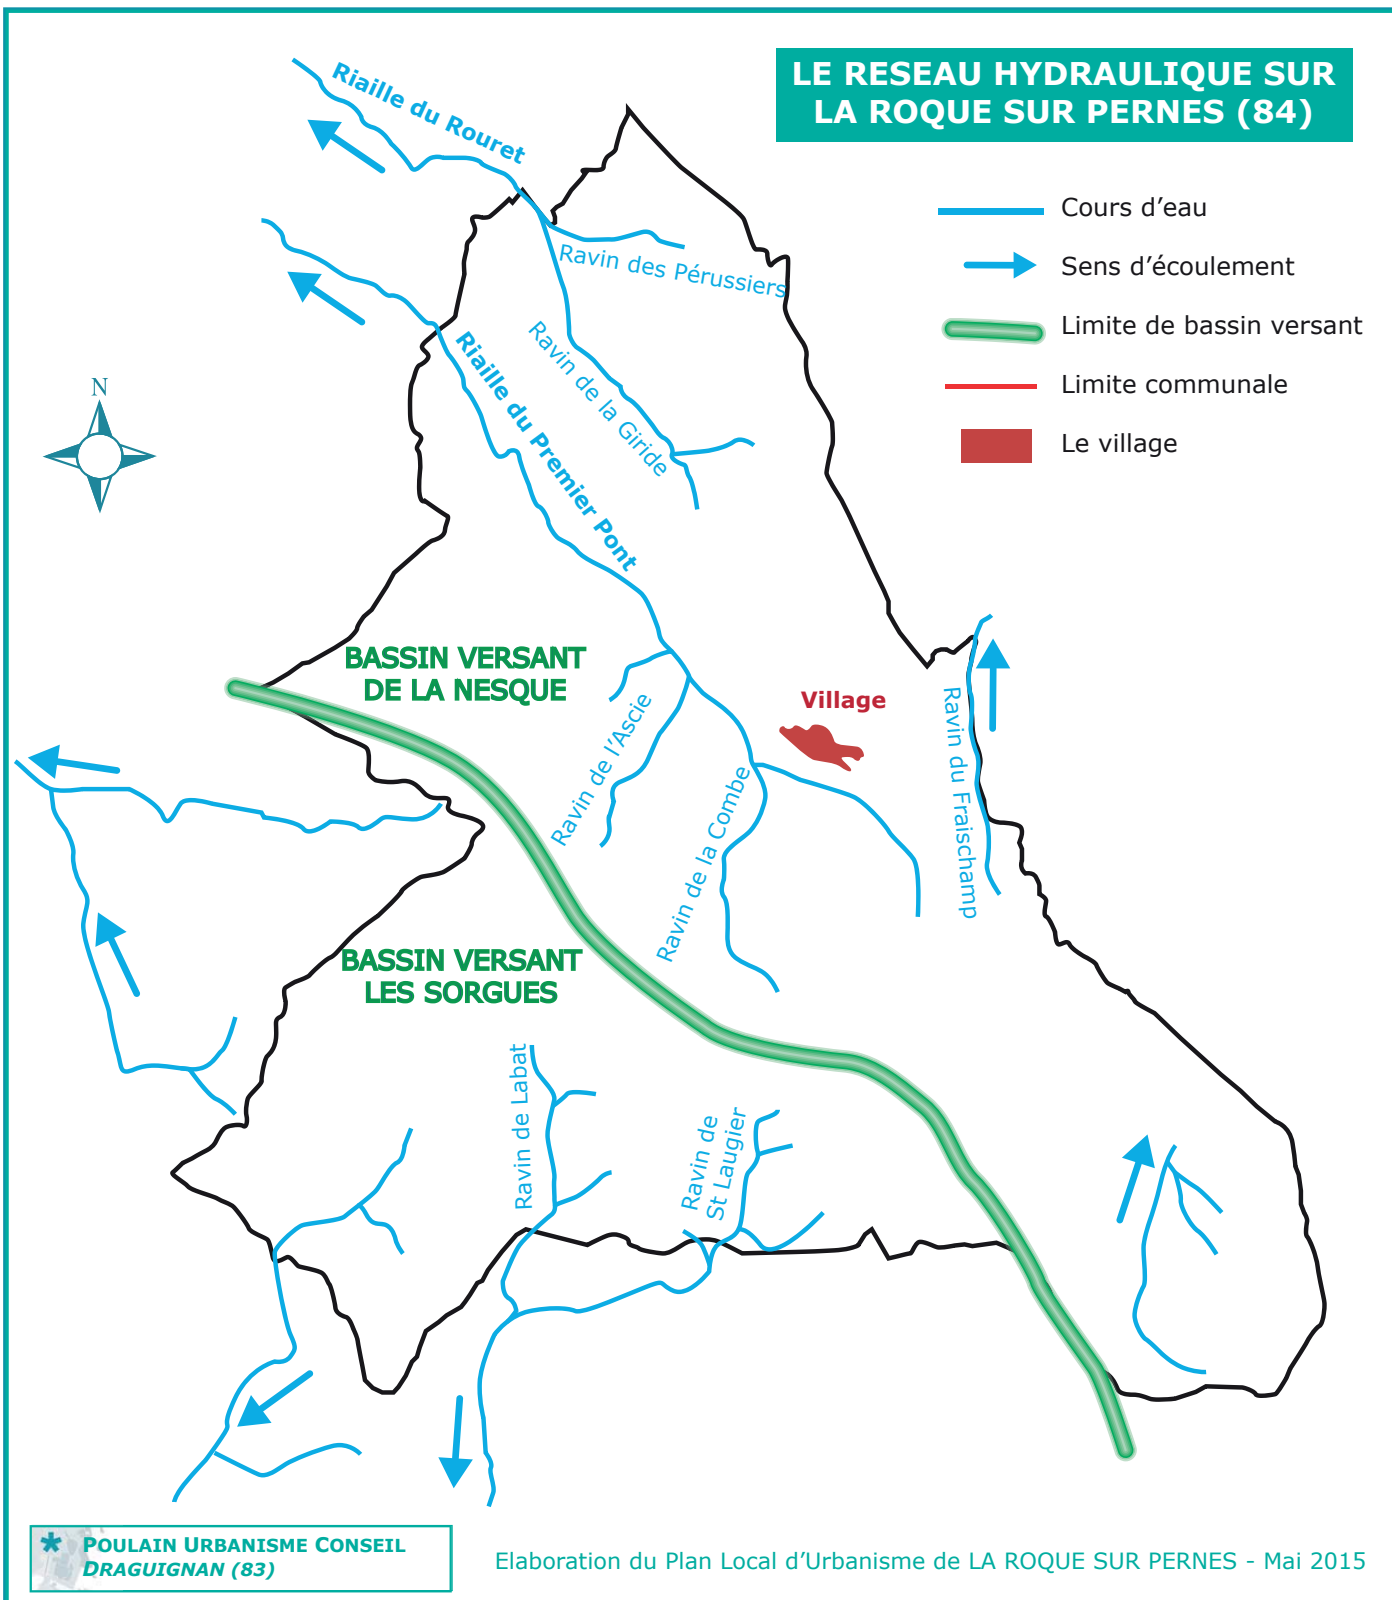 LE RESEAU HYDRAULIQUE SUR
LA ROQUE SUR PERNES (84)
Cours d'eau
Sens d'écoulement
Limite de bassin versant
Limite communale
Le village
N
Riaille du Rouret
Ravin des Pérussiers
Ravin de la Giride
Riaille du Premier Pont
BASSIN VERSANT
DE LA NESQUE
Village
Ravin de l'Ascie
Ravin de la Combe
Ravin du Fraischamp
BASSIN VERSANT
LES SORGUES
Ravin de Labat
Ravin de
St Laugier
* POULAIN URBANISME CONSEIL
DRAGUIGNAN (83)
Elaboration du Plan Local d'Urbanisme de LA ROQUE SUR PERNES - Mai 2015